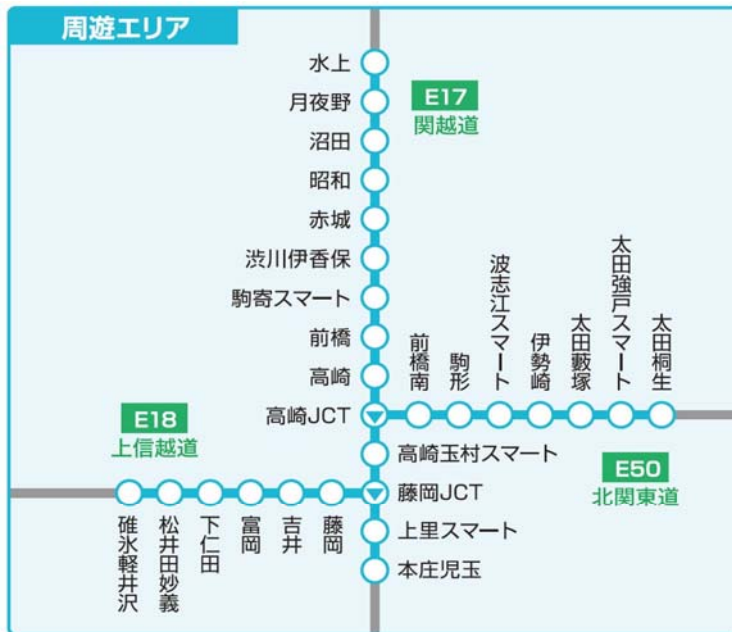 周遊エリア
水上
月夜野
沼田
昭和
赤城
渋川伊香保
駒寄スマート
前橋
高崎
高崎JCT
E17
関越道
前橋南
駒形
波志江スマート
伊勢崎
太田藪塚
太田強戸スマート
太田桐生
E18
上信越道
高崎玉村スマート
藤岡JCT
上里スマート
本庄児玉
E50
北関東道
碓氷軽井沢
松井田妙義
下仁田
富岡
吉井
藤岡